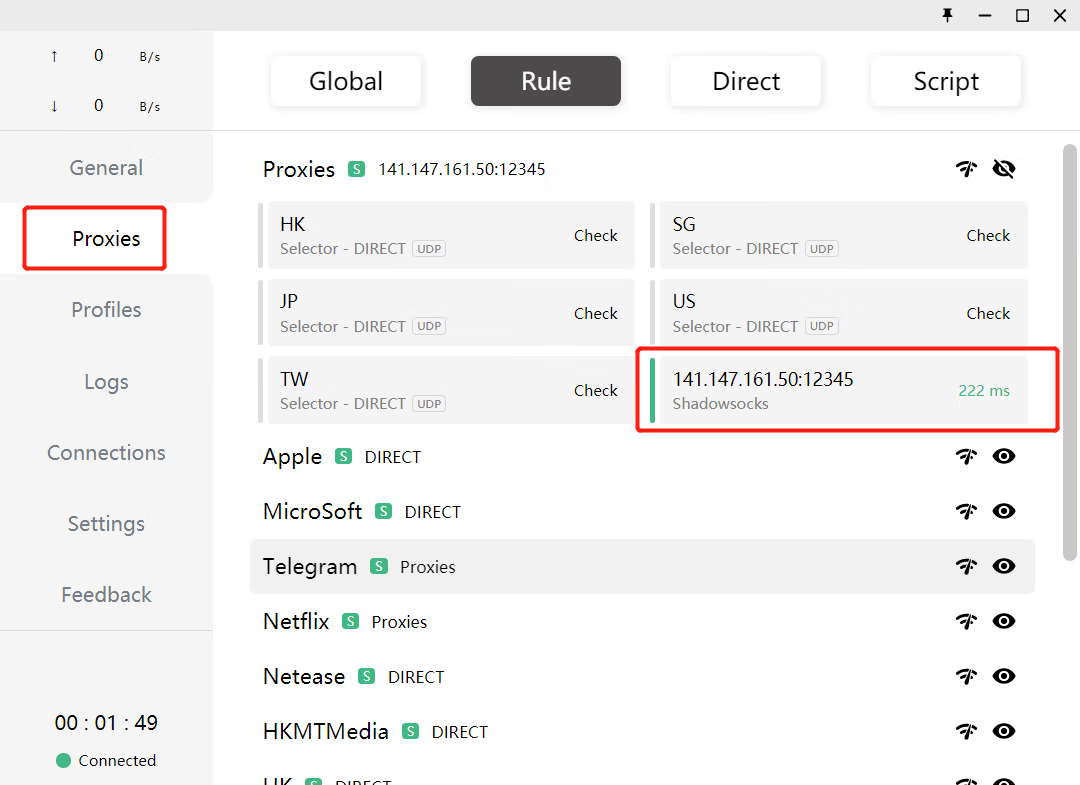 ↑ 0 B/s
↓ 0 B/s
General
Proxies
Profiles
Logs
Connections
Settings
Feedback
00 : 01 : 49
Connected
Global
Rule
Direct
Script
Proxies S 141.147.161.50:12345
HK
Selector - DIRECT UDP
Check
SG
Selector - DIRECT UDP
Check
JP
Selector - DIRECT UDP
Check
US
Selector - DIRECT UDP
Check
TW
Selector - DIRECT UDP
Check
141.147.161.50:12345
Shadowsocks
222 ms
Apple S DIRECT
MicroSoft S DIRECT
Telegram S Proxies
Netflix S Proxies
Netease S DIRECT
HKMTMedia S DIRECT
HK S DIRECT